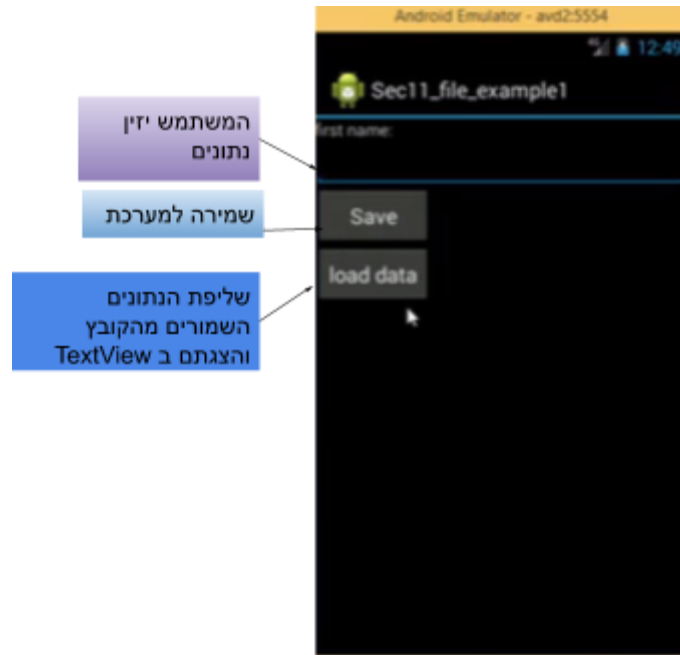 Android Emulator - avd2:5554
12:49
Sec11_file_example1
first name:
המשתמש יזין
נתונים
שמירה למערכת
Save
load data
שליפת הנתונים
השמורים מהקובץ
והצגתם ב TextView